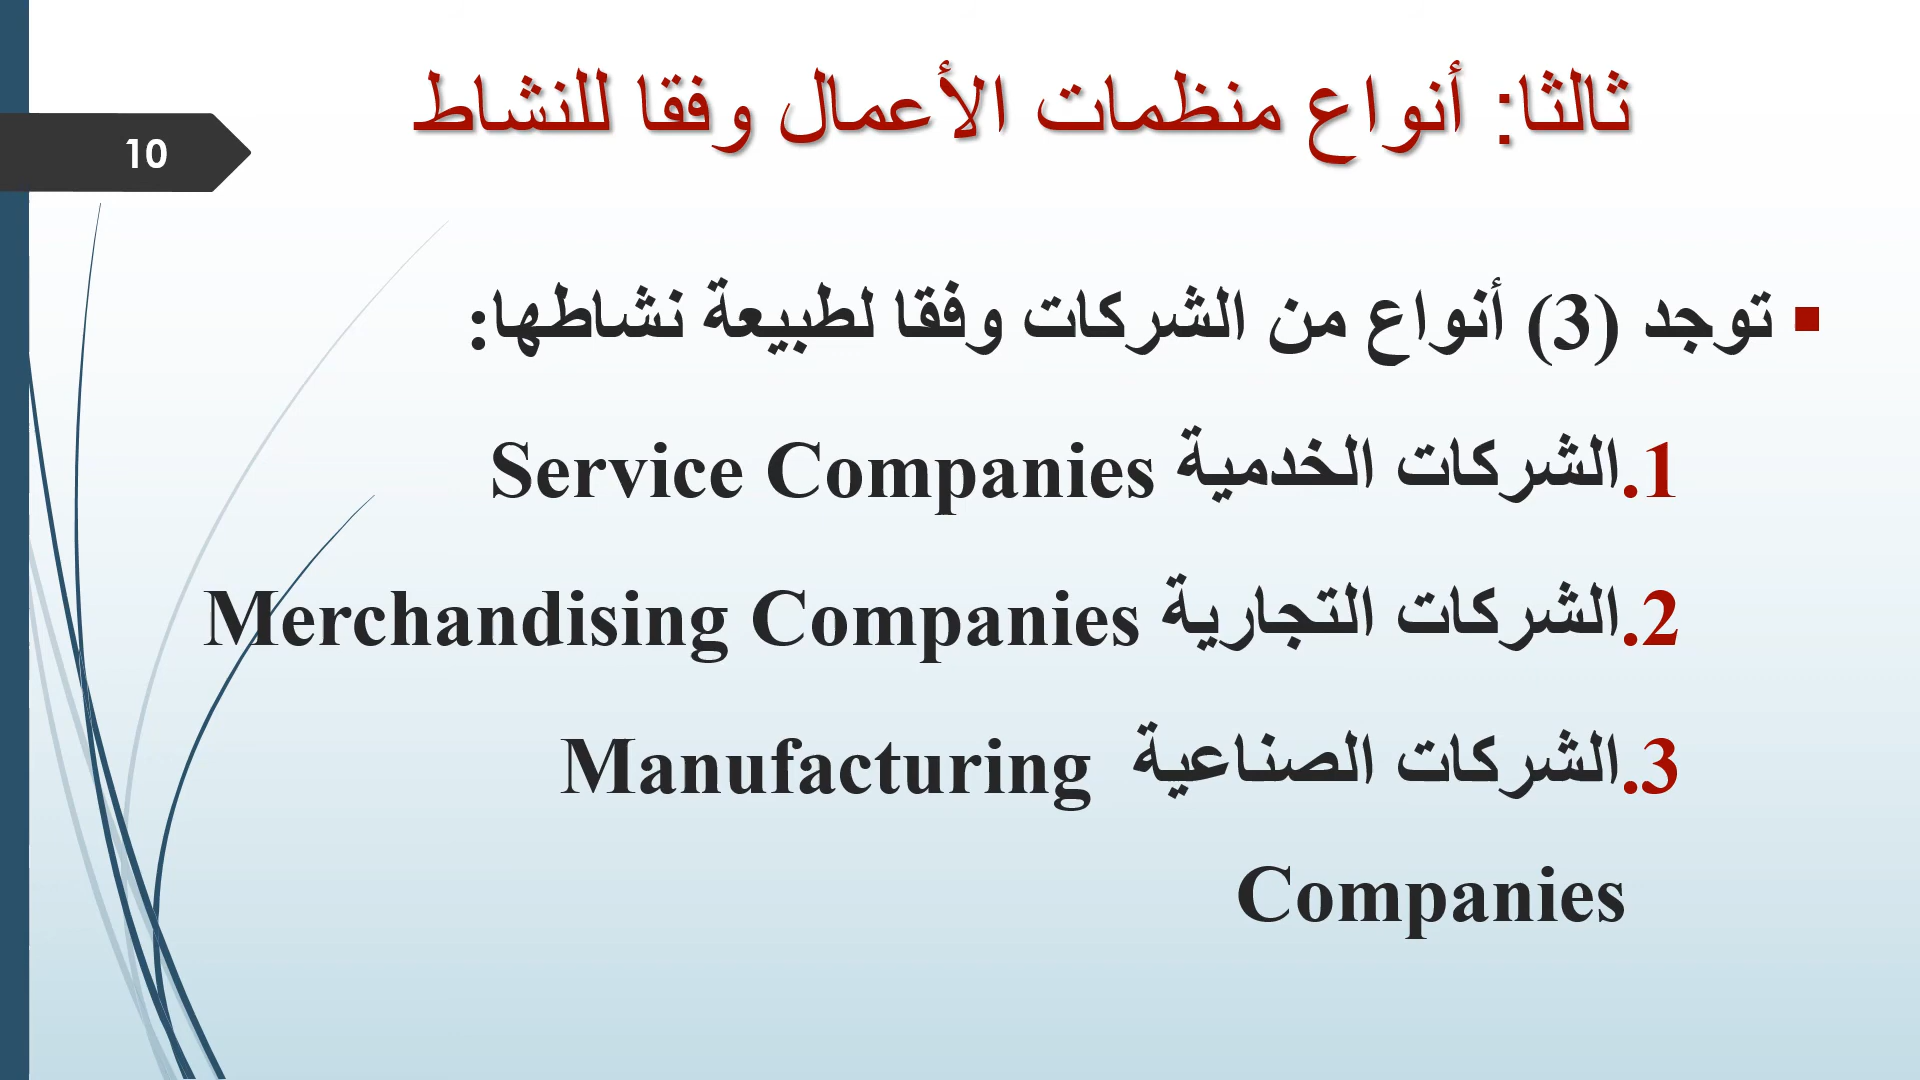 ثالثا: أنواع منظمات الأعمال وفقا للنشاط
10
▪ توجد (3) أنواع من الشركات وفقا لطبيعة نشاطها:
1. الشركات الخدمية Service Companies
2. الشركات التجارية Merchandising Companies
3. الشركات الصناعية Manufacturing
Companies